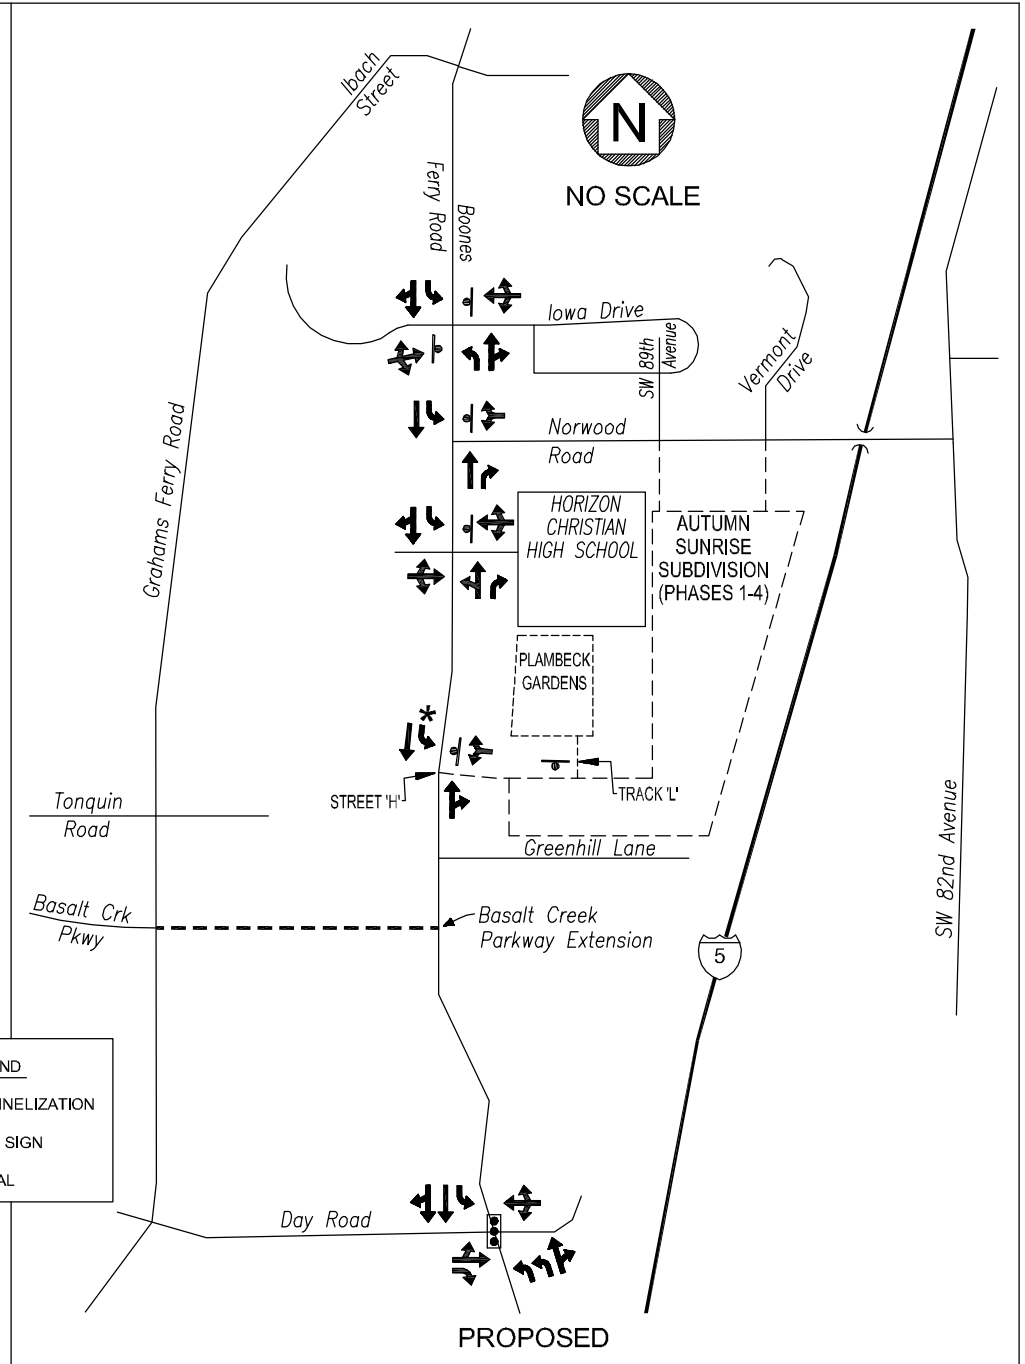 Ibach
Street
N
NO SCALE
Ferry Road
Boones
Iowa Drive
SW 89th
Avenue
Vermont
Drive
Norwood
Road
Grahams Ferry Road
HORIZON
CHRISTIAN
HIGH SCHOOL
AUTUMN
SUNRISE
SUBDIVISION
(PHASES 1-4)
PLAMBECK
GARDENS
*
STREET 'H'
TRACK 'L'
Tonquin
Road
Greenhill Lane
SW 82nd Avenue
Basalt Crk
Pkwy
Basalt Creek
Parkway Extension
5
ND
NELIZATION
SIGN
AL
Day Road
PROPOSED